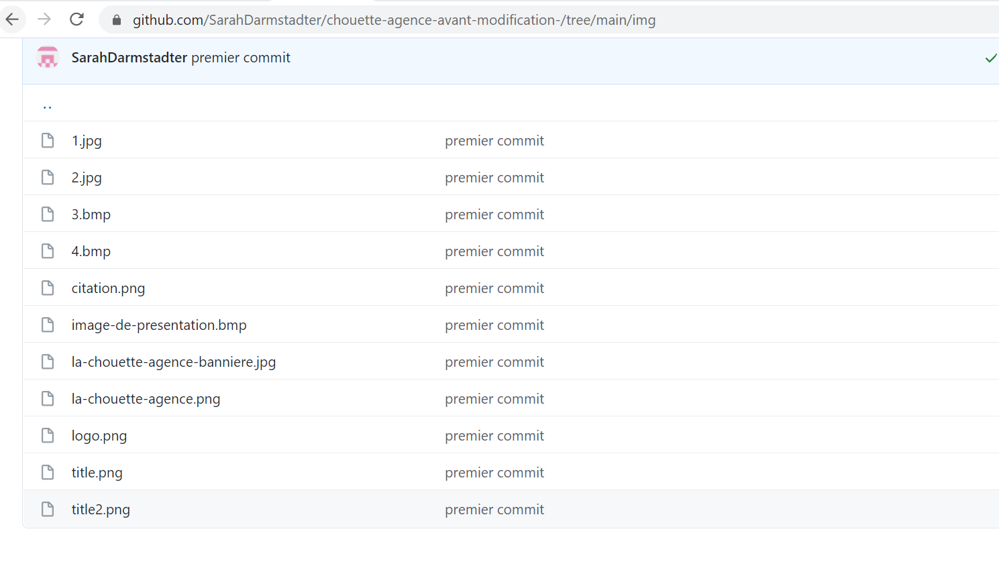 github.com/SarahDarmstadter/chouette-agence-avant-modification-/tree/main/img
SarahDarmstadter premier commit
..
1.jpg premier commit
2.jpg premier commit
3.bmp premier commit
4.bmp premier commit
citation.png premier commit
image-de-presentation.bmp premier commit
la-chouette-agence-banniere.jpg premier commit
la-chouette-agence.png premier commit
logo.png premier commit
title.png premier commit
title2.png premier commit